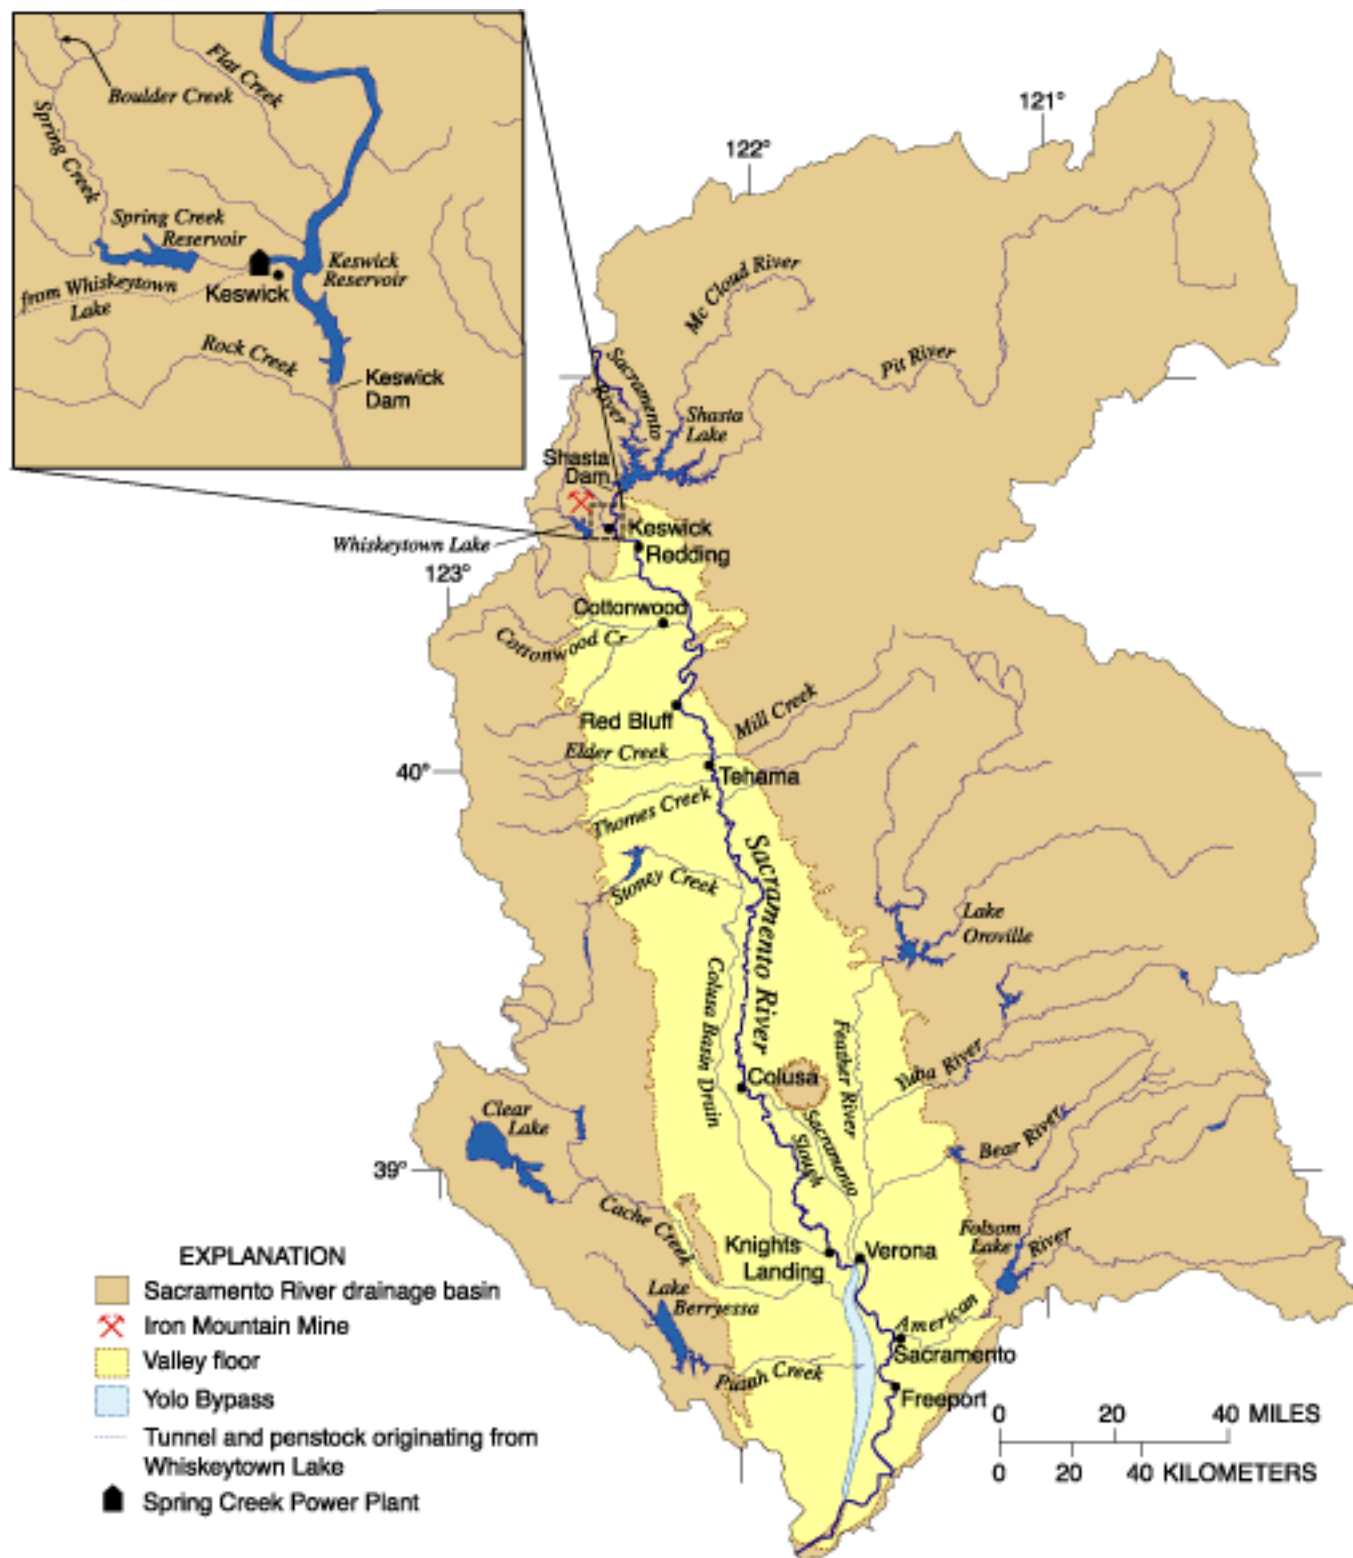 Flat Creek
Boulder Creek
Spring Creek
Spring Creek
Reservoir
Keswick
Reservoir
from Whiskeytown
Lake
Keswick
Rock Creek
Keswick
Dam
121°
122°
Mc Cloud River
Pit River
Sacramento
River
Shasta
Lake
Shasta
Dam
Keswick
Whiskeytown Lake
Redding
123°
Cottonwood
Cottonwood Cr
Red Bluff
Mill Creek
Elder Creek
40°
Tehama
Thomes Creek
Sacramento River
Stoney Creek
Lake
Oroville
Colusa Basin Drain
Feather River
Yuba River
Colusa
Clear
Lake
Sacramento
Slough
Bear River
39°
Cache Creek
Folsom
Lake
River
Knights
Landing
Verona
Lake
Berryessa
American
Sacramento
Putah Creek
Freeport
EXPLANATION
Sacramento River drainage basin
Iron Mountain Mine
Valley floor
Yolo Bypass
Tunnel and penstock originating from
Whiskeytown Lake
Spring Creek Power Plant
0 20 40 MILES
0 20 40 KILOMETERS